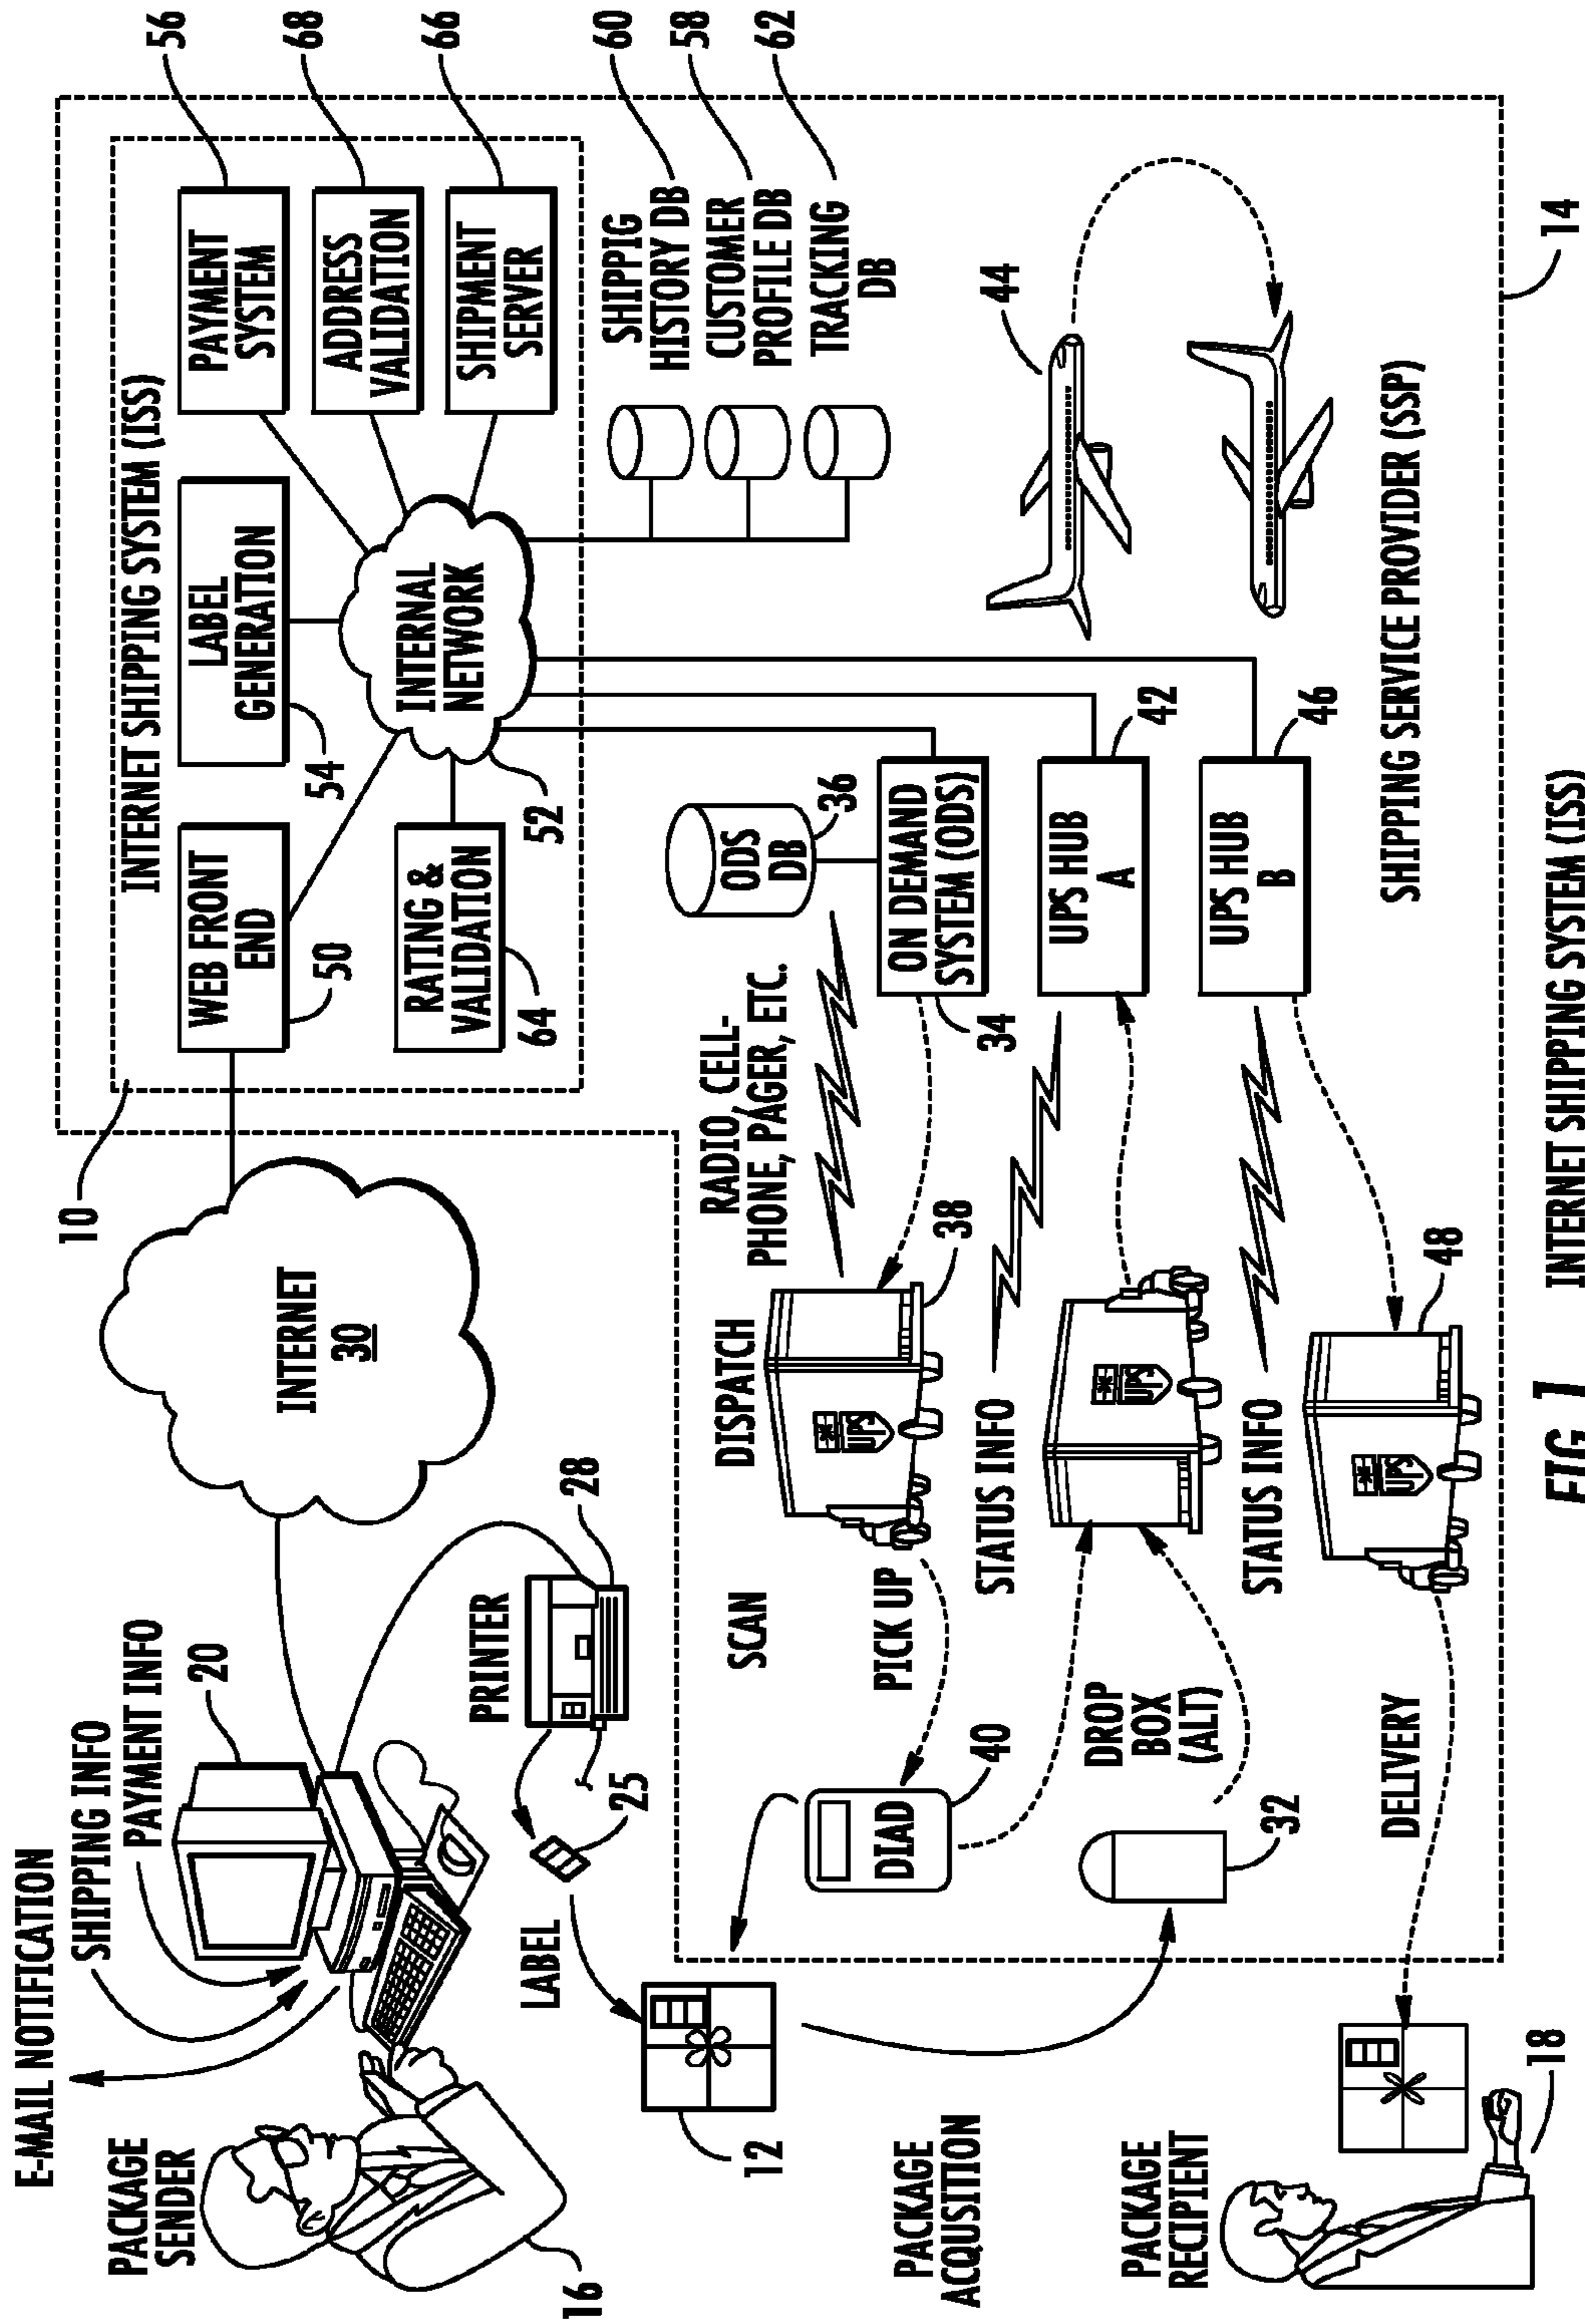 E-MAIL NOTIFICATION
SHIPPING INFO
PAYMENT INFO
PACKAGE
SENDER
16
20
INTERNET
30
PRINTER
28
25
LABEL
12
10
INTERNET SHIPPING SYSTEM (ISS)
WEB FRONT
END
50
LABEL
GENERATION
54
PAYMENT
SYSTEM
56
ADDRESS
VALIDATION
68
SHIPMENT
SERVER
66
RATING &
VALIDATION
64
INTERNAL
NETWORK
52
SHIPPIG
HISTORY DB
60
CUSTOMER
PROFILE DB
58
TRACKING
DB
62
ODS
DB
36
RADIO, CELL-
PHONE, PAGER, ETC.
DISPATCH
UPS
38
ON DEMAND
SYSTEM (ODS)
34
SCAN
PICK UP
DIAD
40
PACKAGE
ACQUSITION
DROP
BOX
(ALT)
32
STATUS INFO
UPS
UPS HUB
A
42
44
STATUS INFO
UPS
48
UPS HUB
B
46
DELIVERY
PACKAGE
RECIPIENT
18
SHIPPING SERVICE PROVIDER (SSP)
14
FIG. 1
INTERNET SHIPPING SYSTEM (ISS)